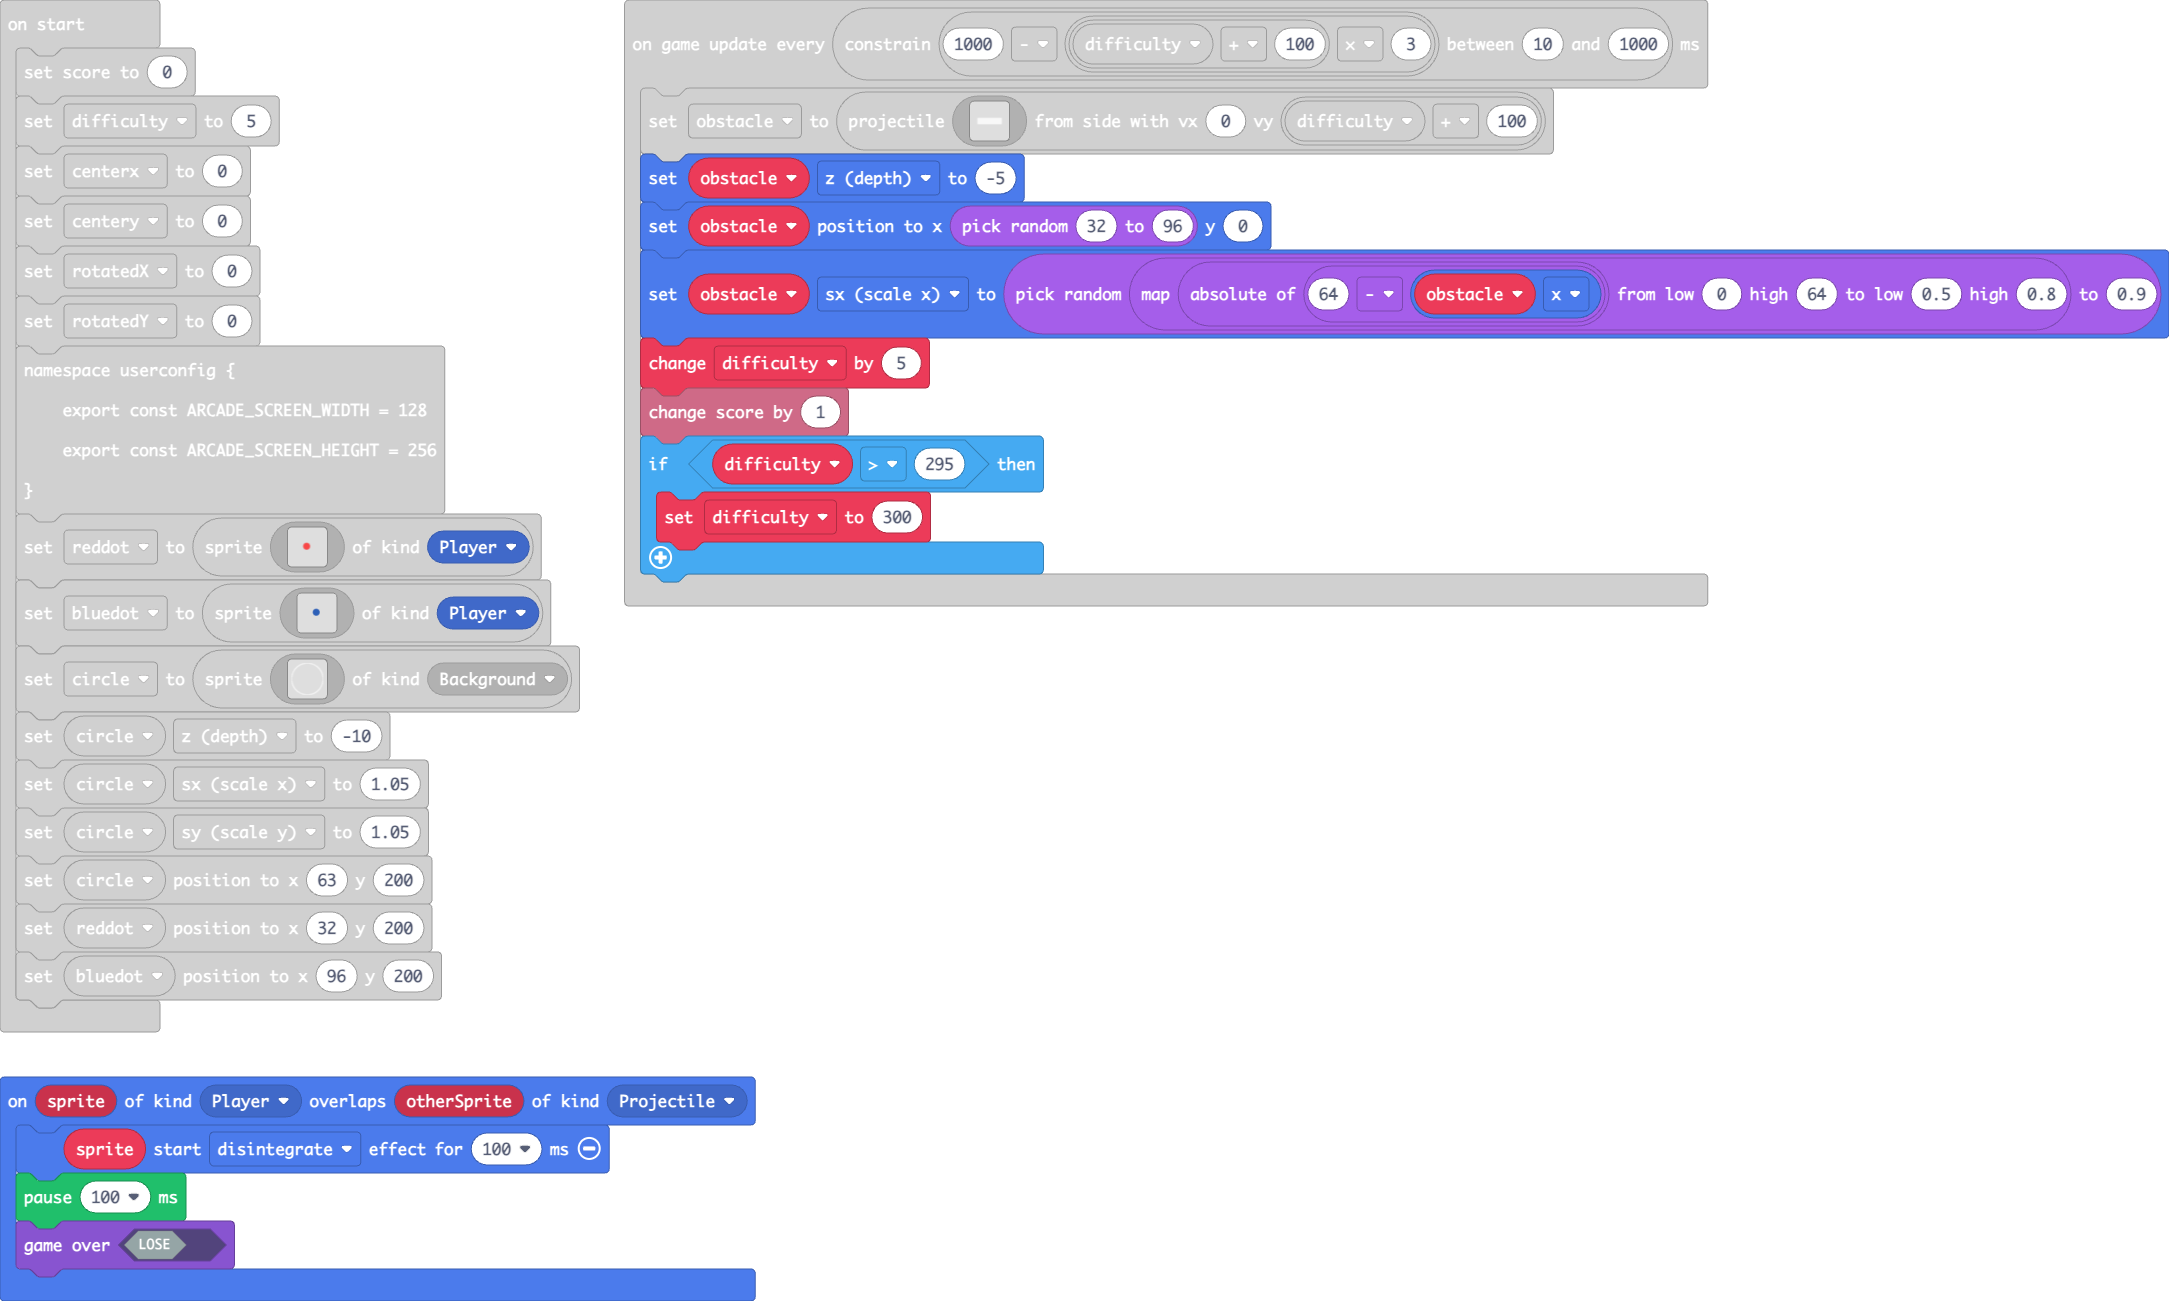 on start
set score to 0
set difficulty to 5
set centerx to 0
set centery to 0
set rotatedX to 0
set rotatedY to 0
namespace userconfig {
export const ARCADE_SCREEN_WIDTH = 128
export const ARCADE_SCREEN_HEIGHT = 256
}
set reddot to sprite of kind Player
set bluedot to sprite of kind Player
set circle to sprite of kind Background
set circle z (depth) to -10
set circle sx (scale x) to 1.05
set circle sy (scale y) to 1.05
set circle position to x 63 y 200
set reddot position to x 32 y 200
set bluedot position to x 96 y 200
on game update every constrain 1000 - difficulty + 100 × 3 between 10 and 1000 ms
set obstacle to projectile from side with vx 0 vy difficulty + 100
set obstacle z (depth) to -5
set obstacle position to x pick random 32 to 96 y 0
set obstacle sx (scale x) to pick random map absolute of 64 - obstacle x from low 0 high 64 to low 0.5 high 0.8 to 0.9
change difficulty by 5
change score by 1
if difficulty > 295 then
set difficulty to 300
on sprite of kind Player overlaps otherSprite of kind Projectile
sprite start disintegrate effect for 100 ms
pause 100 ms
game over LOSE